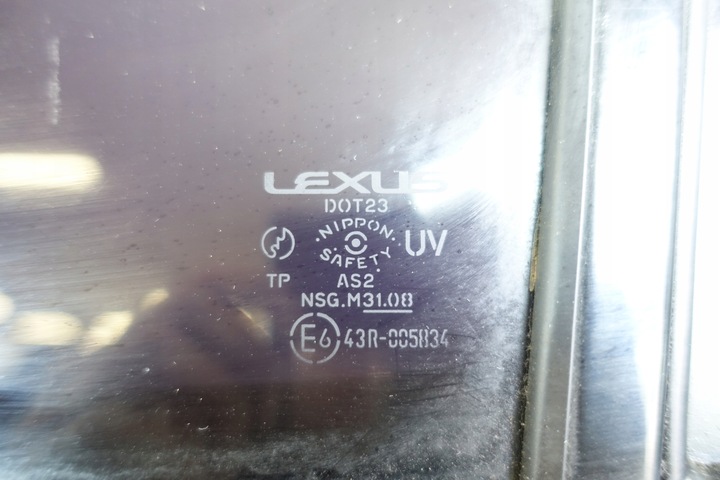 LEXUS
DOT23
NIPPON
SAFETY
UV
TP
AS2
NSG.M31.08
E6 43R-005834